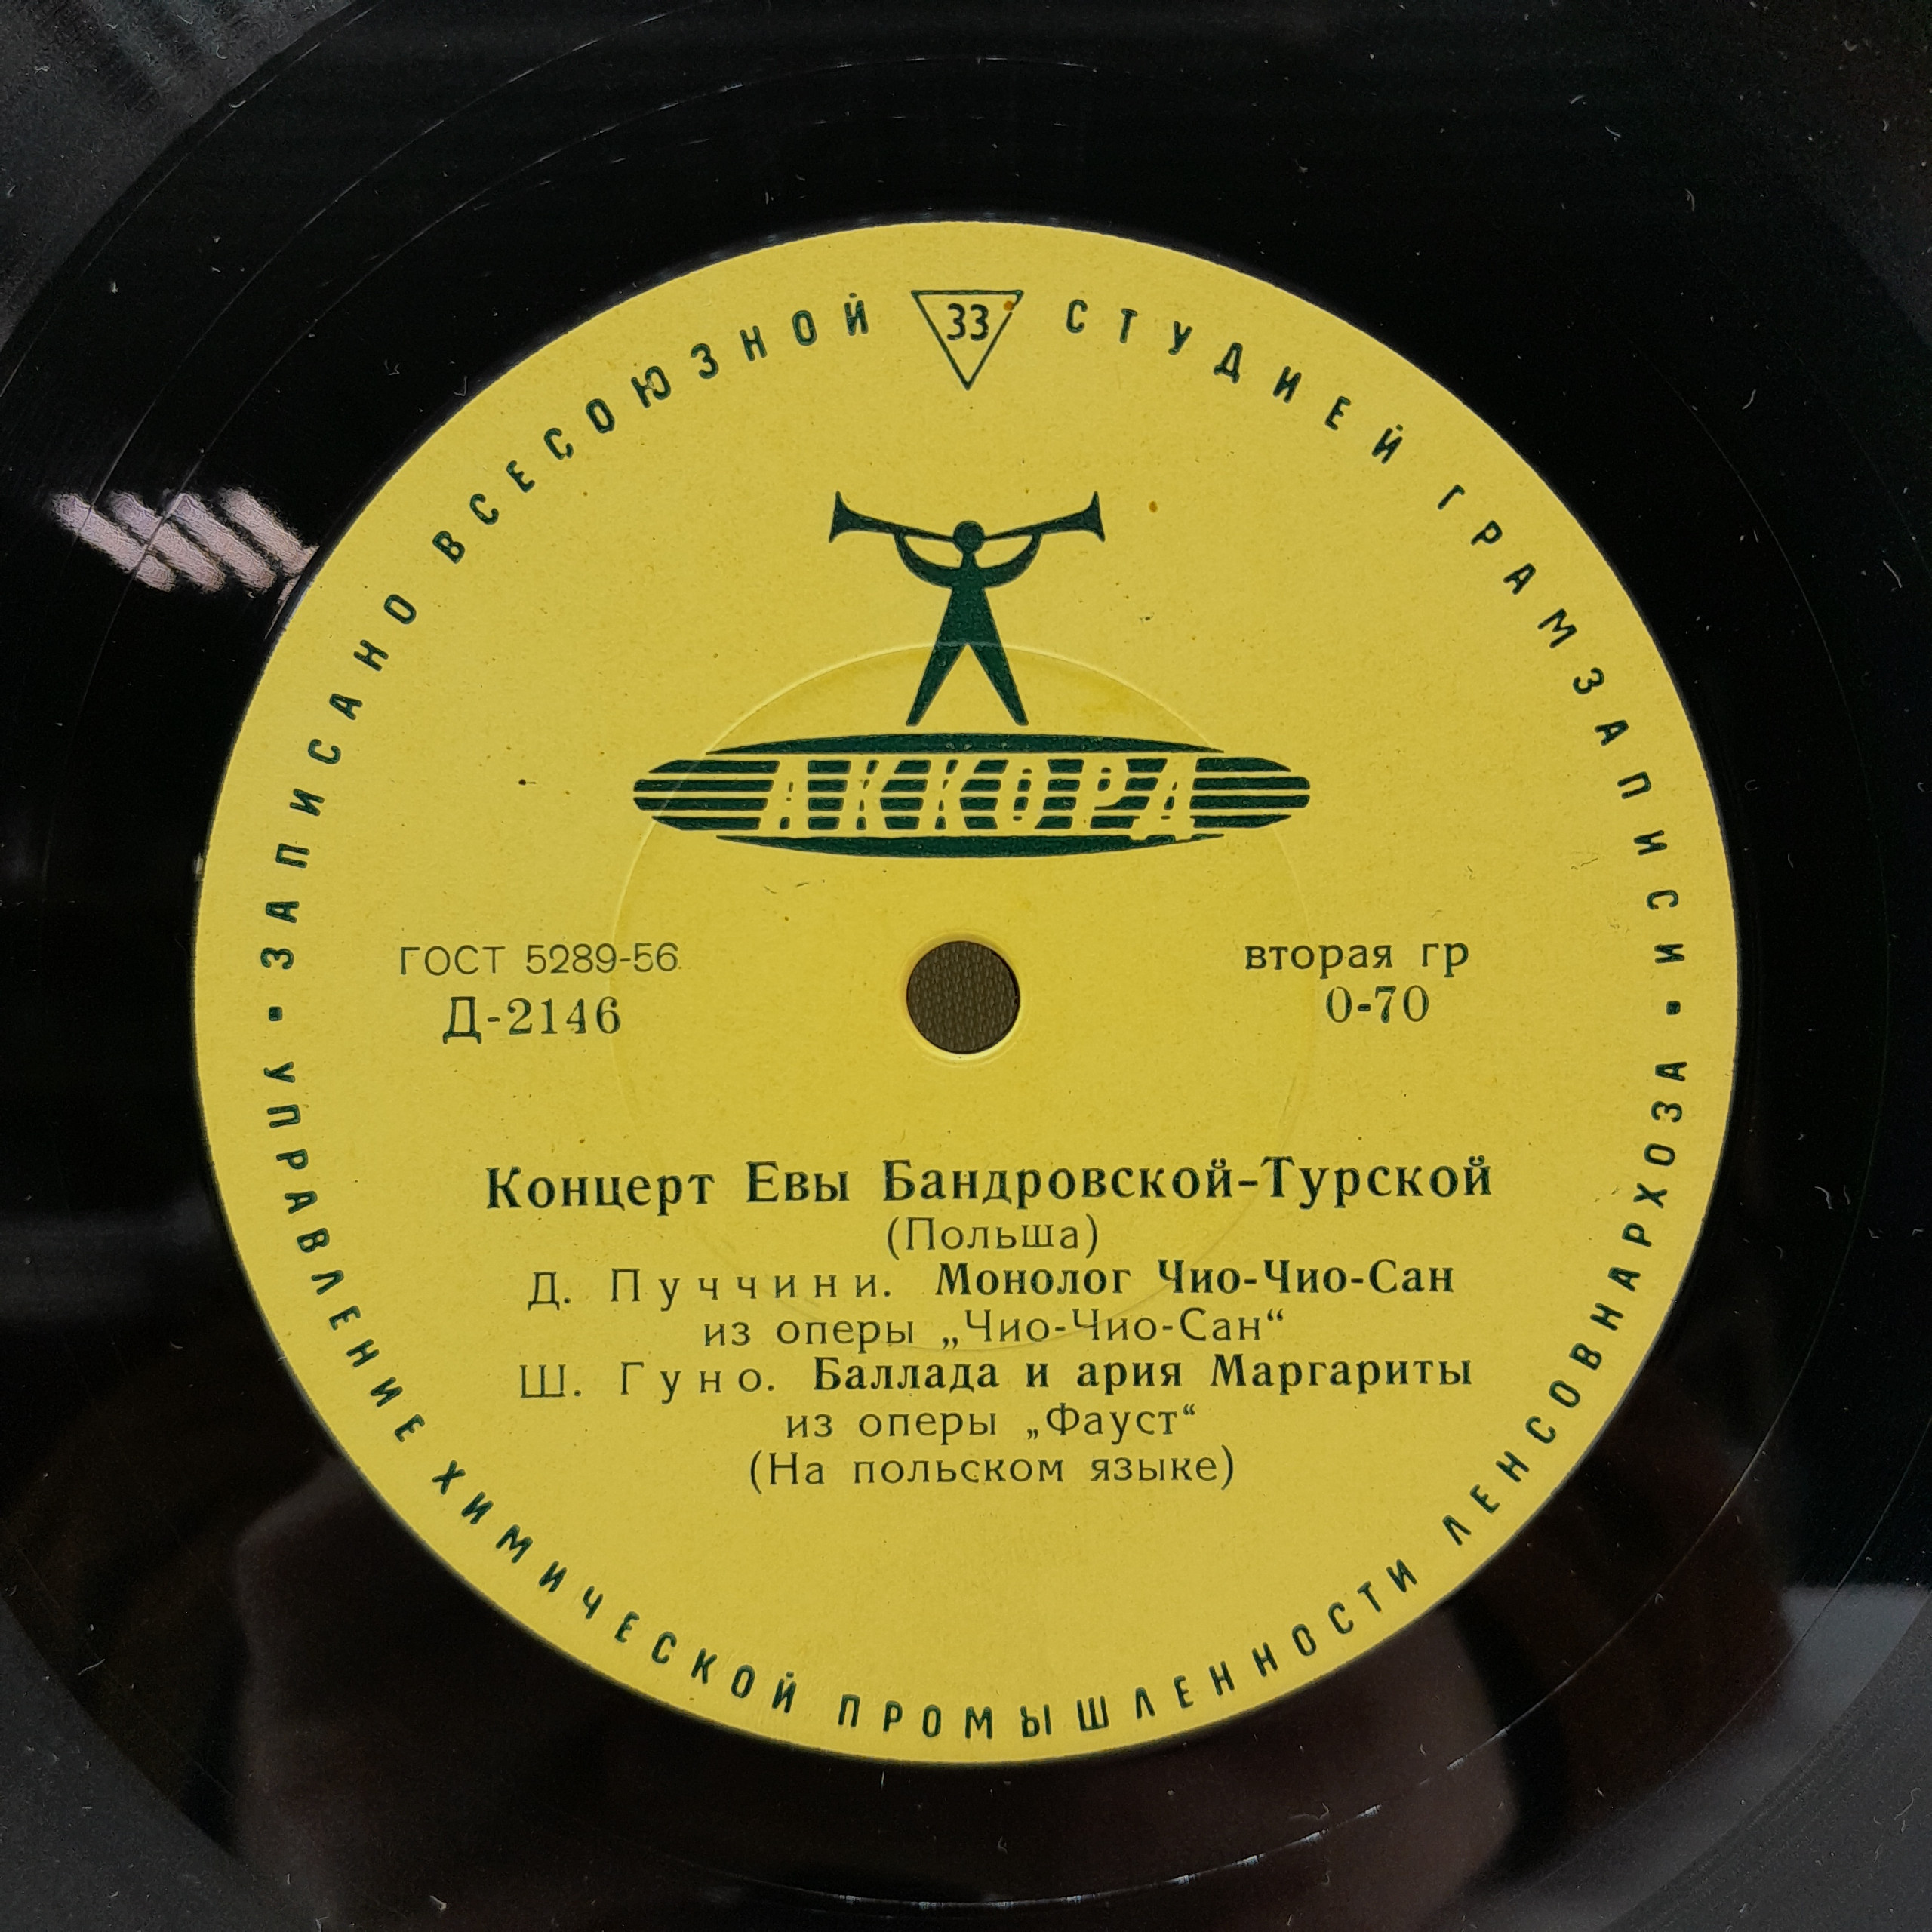 ЗАПИСАНО ВСЕСОЮЗНОЙ СТУДИЕЙ ГРАМЗАПИСИ
33
АККОРД
ГОСТ 5289-56
Д-2146
вторая гр
0-70
Концерт Евы Бандровской-Турской
(Польша)
Д. Пуччини. Монолог Чио-Чио-Сан
из оперы „Чио-Чио-Сан“
Ш. Гуно. Баллада и ария Маргариты
из оперы „Фауст“
(На польском языке)
УПРАВЛЕНИЕ ХИМИЧЕСКОЙ ПРОМЫШЛЕННОСТИ ЛЕНСОВНАРХОЗА